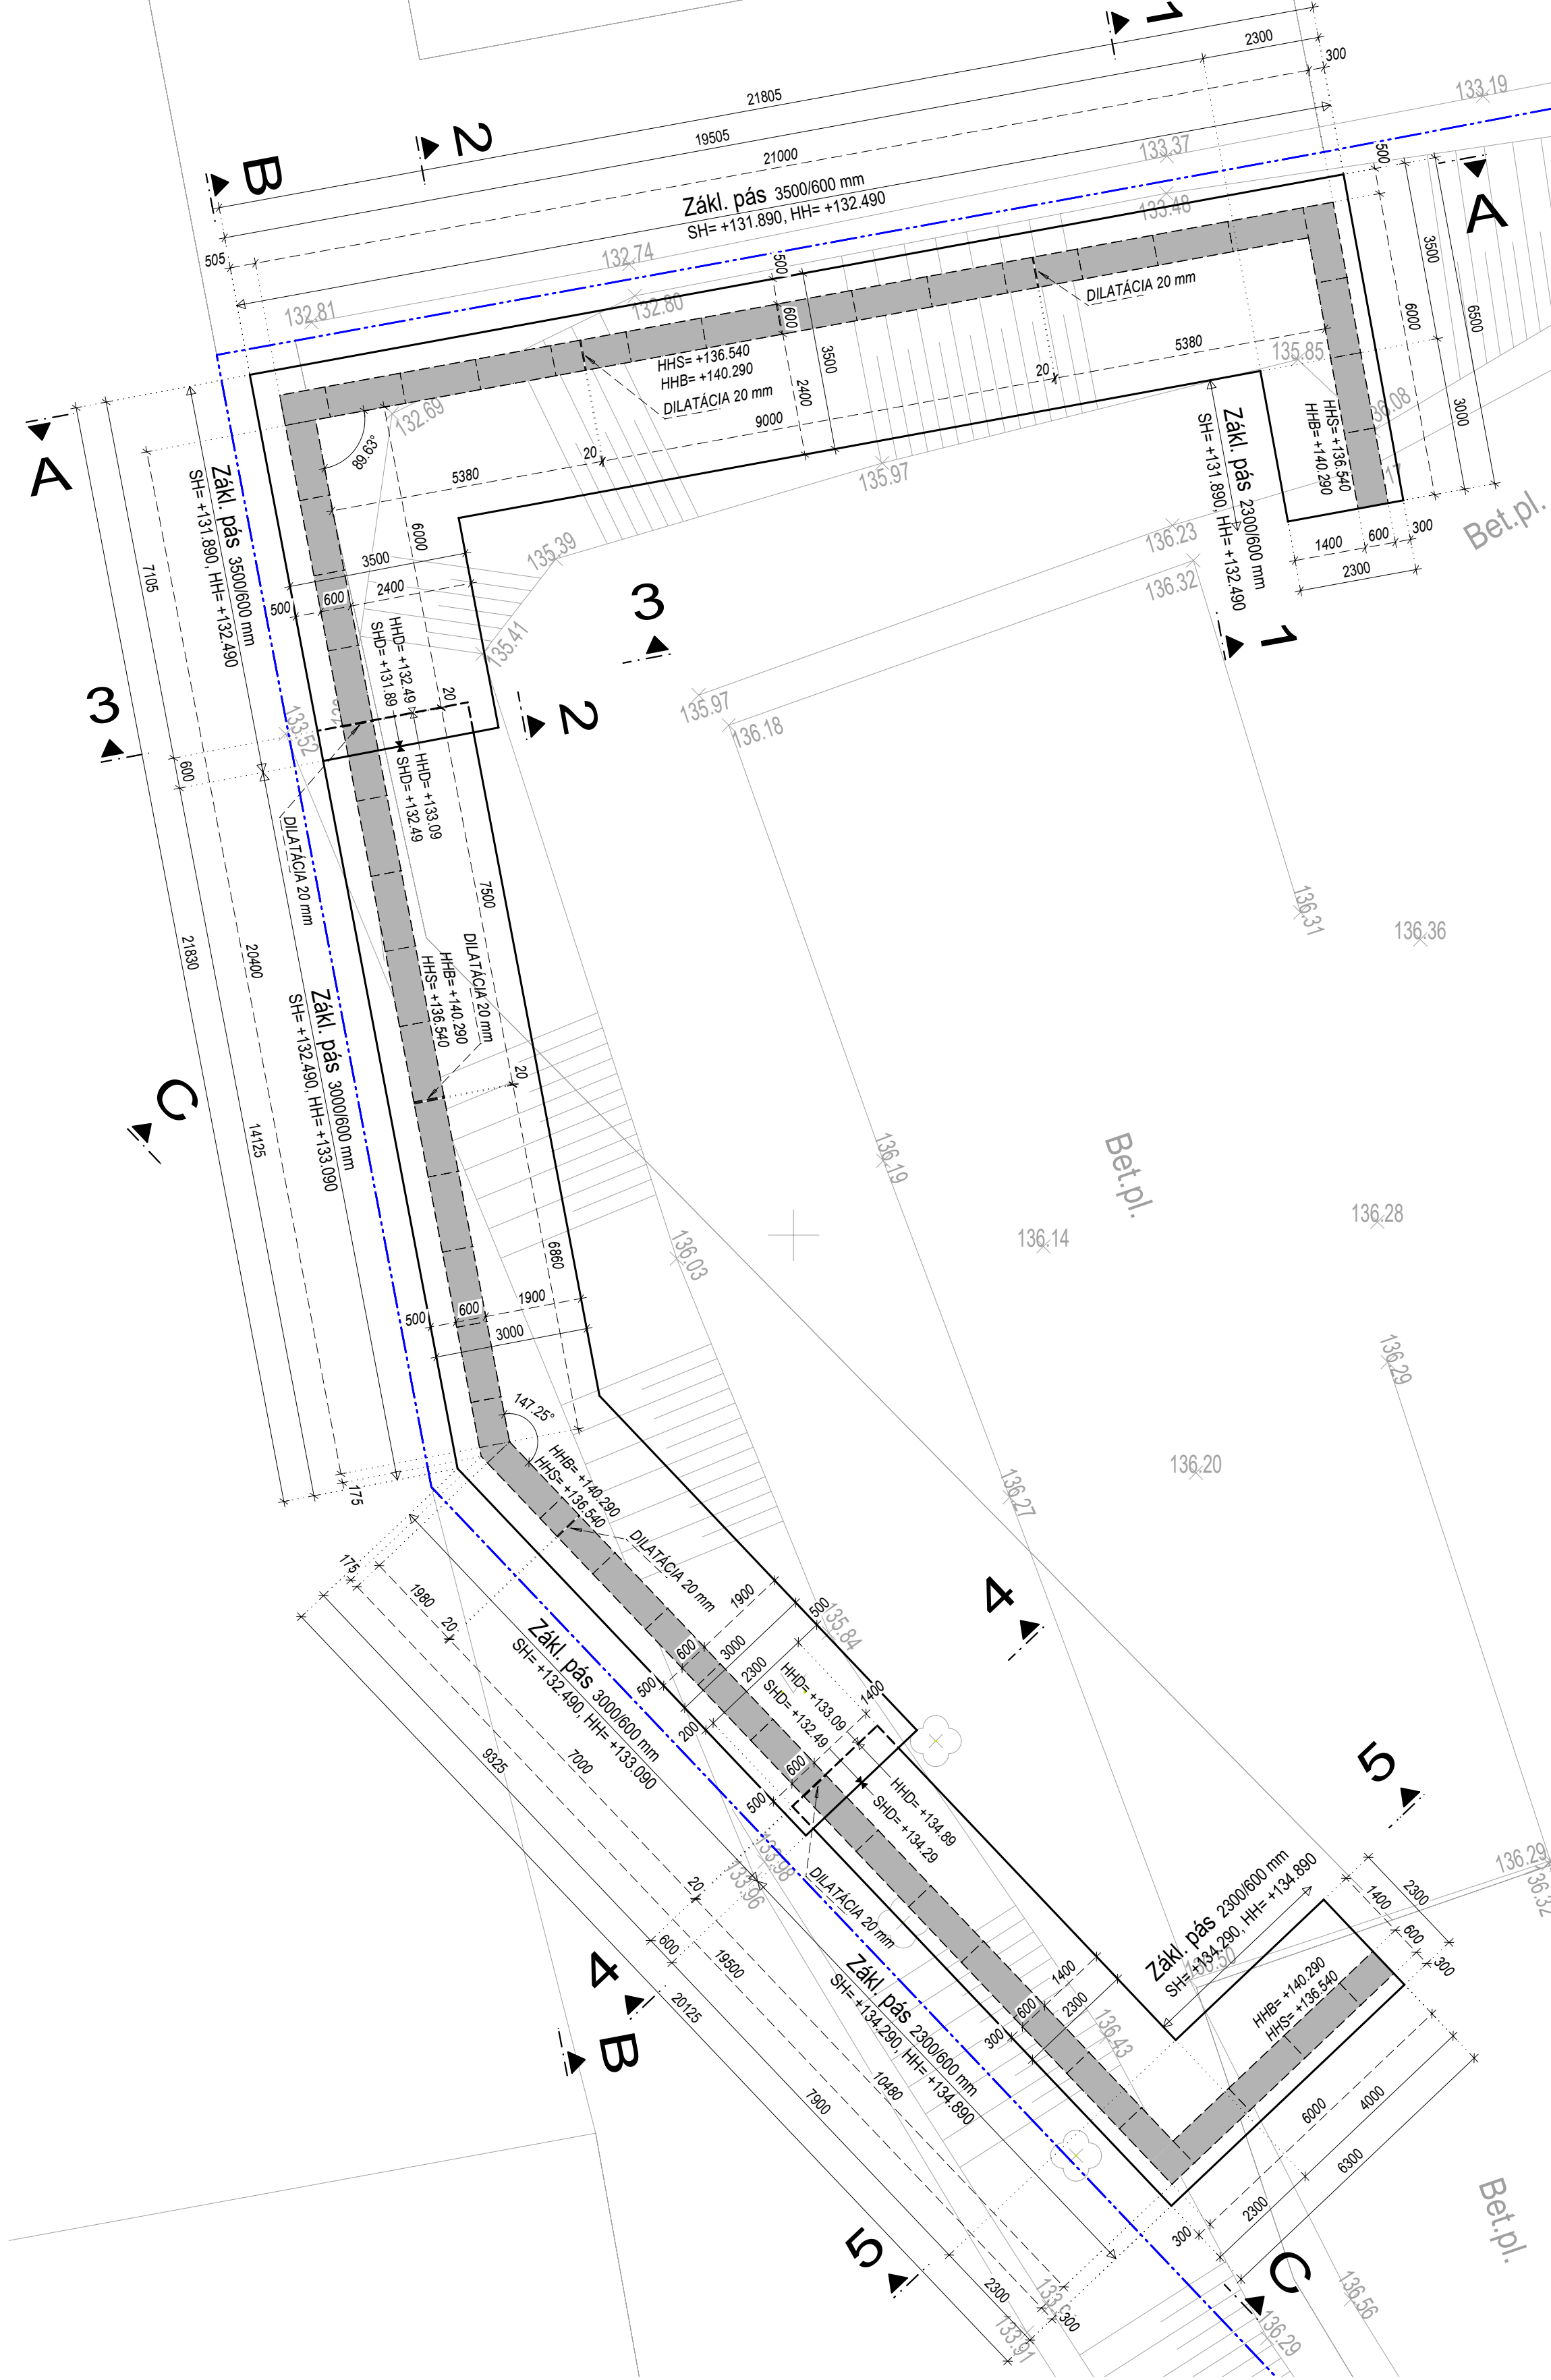 1
2300
300
21805
133.19
2
19505
21000
133.37
B
Zákl. pás 3500/600 mm
SH= +131.890, HH= +132.490
133.48
500
A
505
132.74
500
3500
132.81
132.80
DILATÁCIA 20 mm
600
6000
6500
HHS= +136.540
HHB= +140.290
DILATÁCIA 20 mm
3500
2400
5380
135.85
20
9000
A
132.69
89.63°
20
5380
135.97
3000
Zákl. pás 2300/600 mm
SH= +131.890, HH= +132.490
HHS= +136.540
HHB= +140.290
Zákl. pás 3500/600 mm
SH= +131.890, HH= +132.490
Bet.pl.
6000
135.39
136.23
1400
600
300
2300
136.32
7105
3500
2400
500
600
3
1
135.41
HHD= +132.49
SHD= +131.89
20
135.97
136.18
2
3
133.52
600
HHD= +133.09
SHD= +132.49
DILATÁCIA 20 mm
7500
136.31
136.36
21830
20400
DILATÁCIA 20 mm
HHB= +140.290
HHS= +136.540
Zákl. pás 3000/600 mm
SH= +132.490, HH= +133.090
20
C
14125
136.19
Bet.pl.
136.28
136.14
136.03
6860
1900
500
600
3000
136.29
147.25°
136.20
HHB= +140.290
HHS= +136.540
136.27
175
DILATÁCIA 20 mm
175
1980
20
4
1900
500
135.84
Zákl. pás 3000/600 mm
SH= +132.490, HH= +133.090
600
3000
2300
500
HHD= +133.09
SHD= +132.49
1400
200
9325
7000
600
5
500
HHD= +134.89
SHD= +134.29
133.98
133.96
136.29
136.32
20
DILATÁCIA 20 mm
Zákl. pás 2300/600 mm
SH= +134.290, HH= +134.890
1400
2300
600
300
600
19500
4
20125
B
Zákl. pás 2300/600 mm
SH= +134.290, HH= +134.890
1400
600
2300
300
136.43
HHB= +140.290
HHS= +136.540
10480
7900
6000
4000
6300
2300
300
Bet.pl.
5
C
2300
300
133.91
136.56
136.29